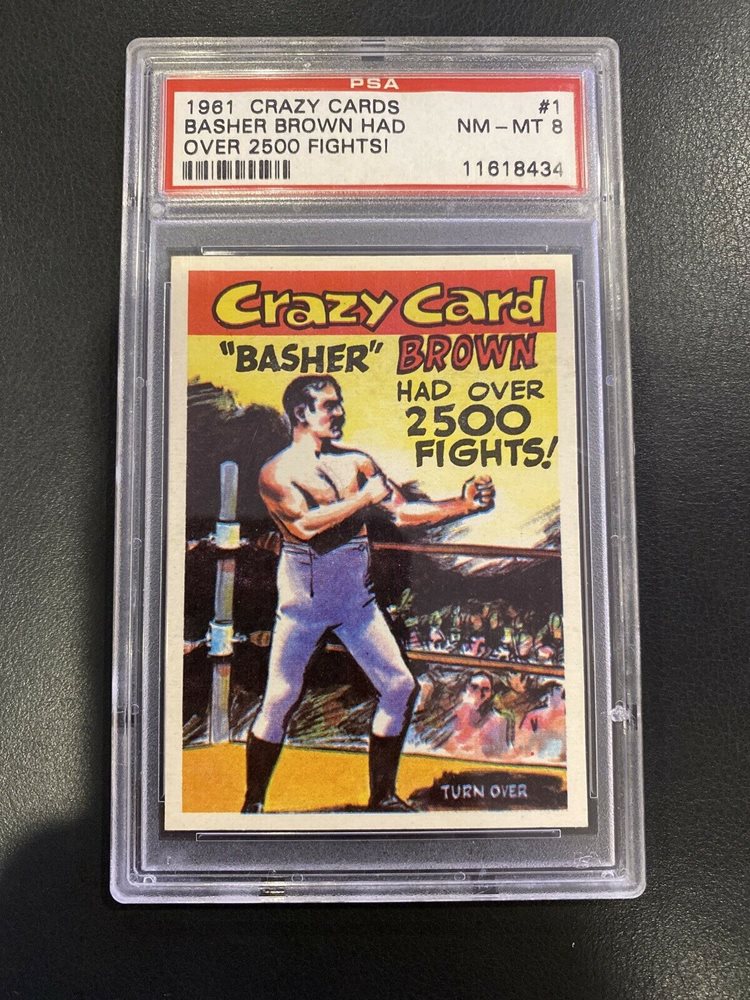 PSA
1961 CRAZY CARDS #1
BASHER BROWN HAD NM - MT 8
OVER 2500 FIGHTS!
11618434
Crazy Card
"BASHER" BROWN
HAD OVER
2500
FIGHTS!
TURN OVER